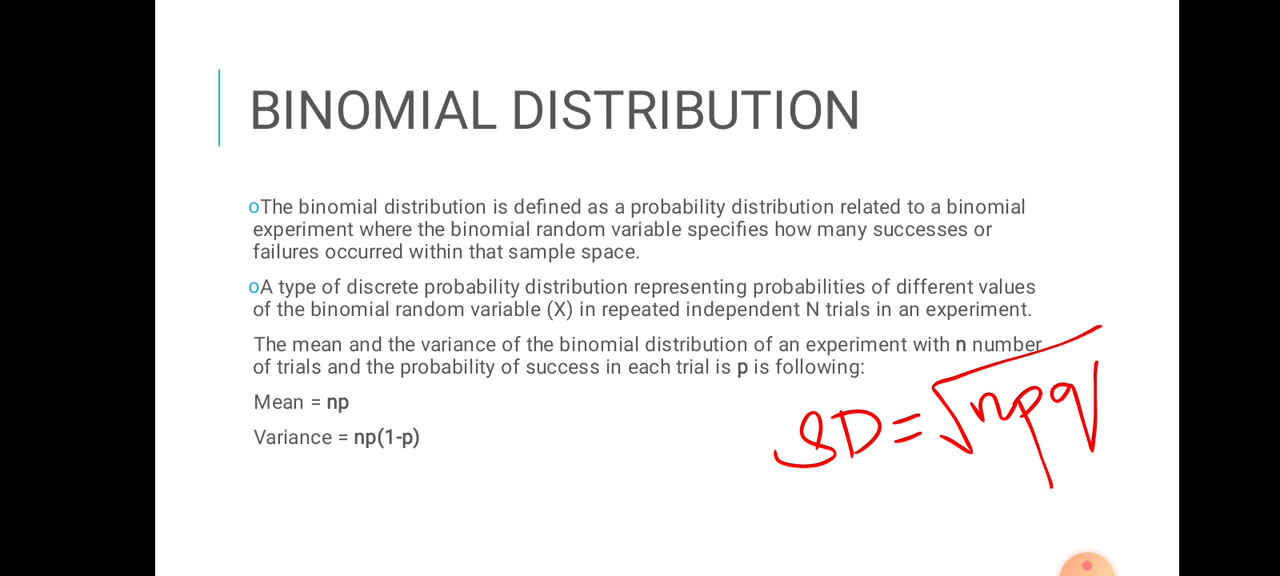 BINOMIAL DISTRIBUTION
oThe binomial distribution is defined as a probability distribution related to a binomial
experiment where the binomial random variable specifies how many successes or
failures occurred within that sample space.
oA type of discrete probability distribution representing probabilities of different values
of the binomial random variable (X) in repeated independent N trials in an experiment.
The mean and the variance of the binomial distribution of an experiment with n number
of trials and the probability of success in each trial is p is following:
Mean = np
Variance = np(1-p)
SD = √npq